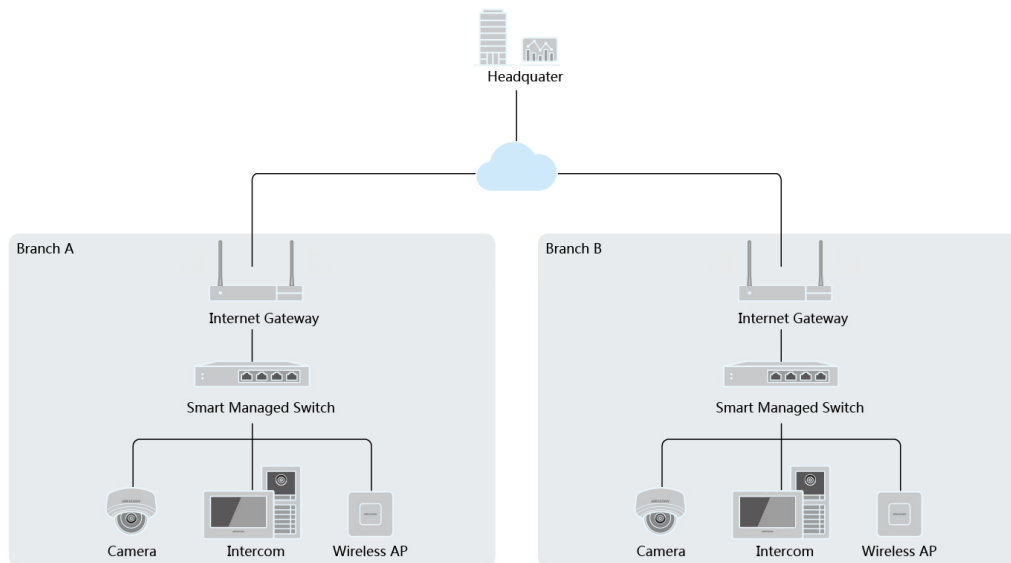 Headquater
Branch A
Branch B
Internet Gateway
Internet Gateway
Smart Managed Switch
Smart Managed Switch
Camera
Intercom
Wireless AP
Camera
Intercom
Wireless AP